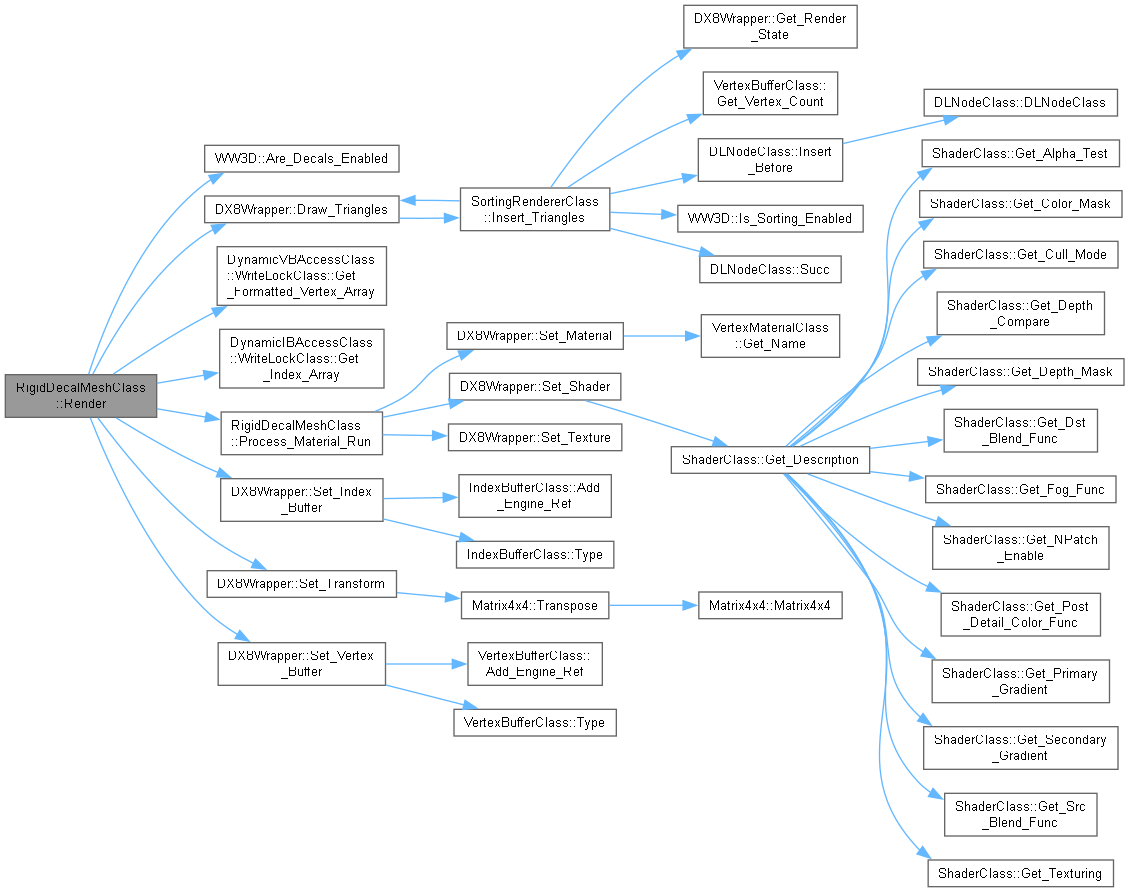 RigidDecalMeshClass
::Render
WW3D::Are_Decals_Enabled
DX8Wrapper::Draw_Triangles
DynamicVBAccessClass
::WriteLockClass::Get
_Formatted_Vertex_Array
DynamicIBAccessClass
::WriteLockClass::Get
_Index_Array
RigidDecalMeshClass
::Process_Material_Run
DX8Wrapper::Set_Index
_Buffer
DX8Wrapper::Set_Transform
DX8Wrapper::Set_Vertex
_Buffer
SortingRendererClass
::Insert_Triangles
DX8Wrapper::Set_Material
DX8Wrapper::Set_Shader
DX8Wrapper::Set_Texture
IndexBufferClass::Add
_Engine_Ref
IndexBufferClass::Type
Matrix4x4::Transpose
VertexBufferClass::
Add_Engine_Ref
VertexBufferClass::Type
DX8Wrapper::Get_Render
_State
VertexBufferClass::
Get_Vertex_Count
DLNodeClass::Insert
_Before
WW3D::Is_Sorting_Enabled
DLNodeClass::Succ
VertexMaterialClass
::Get_Name
ShaderClass::Get_Description
Matrix4x4::Matrix4x4
DLNodeClass::DLNodeClass
ShaderClass::Get_Alpha_Test
ShaderClass::Get_Color_Mask
ShaderClass::Get_Cull_Mode
ShaderClass::Get_Depth
_Compare
ShaderClass::Get_Depth_Mask
ShaderClass::Get_Dst
_Blend_Func
ShaderClass::Get_Fog_Func
ShaderClass::Get_NPatch
_Enable
ShaderClass::Get_Post
_Detail_Color_Func
ShaderClass::Get_Primary
_Gradient
ShaderClass::Get_Secondary
_Gradient
ShaderClass::Get_Src
_Blend_Func
ShaderClass::Get_Texturing